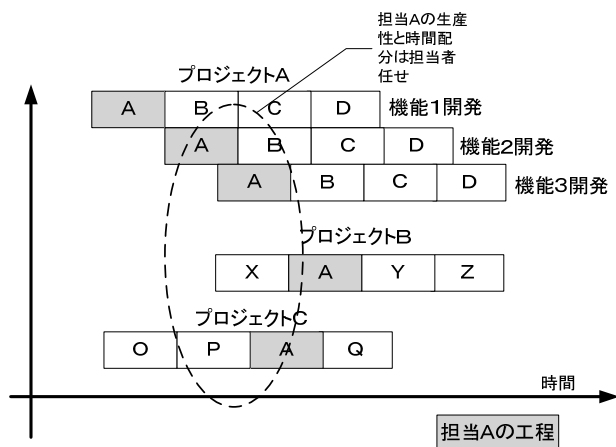 担当Aの生産
性と時間配
分は担当者
任せ
プロジェクトA
A B C D 機能1開発
A B C D 機能2開発
A B C D 機能3開発
プロジェクトB
X A Y Z
プロジェクトC
O P A Q
時間
担当Aの工程